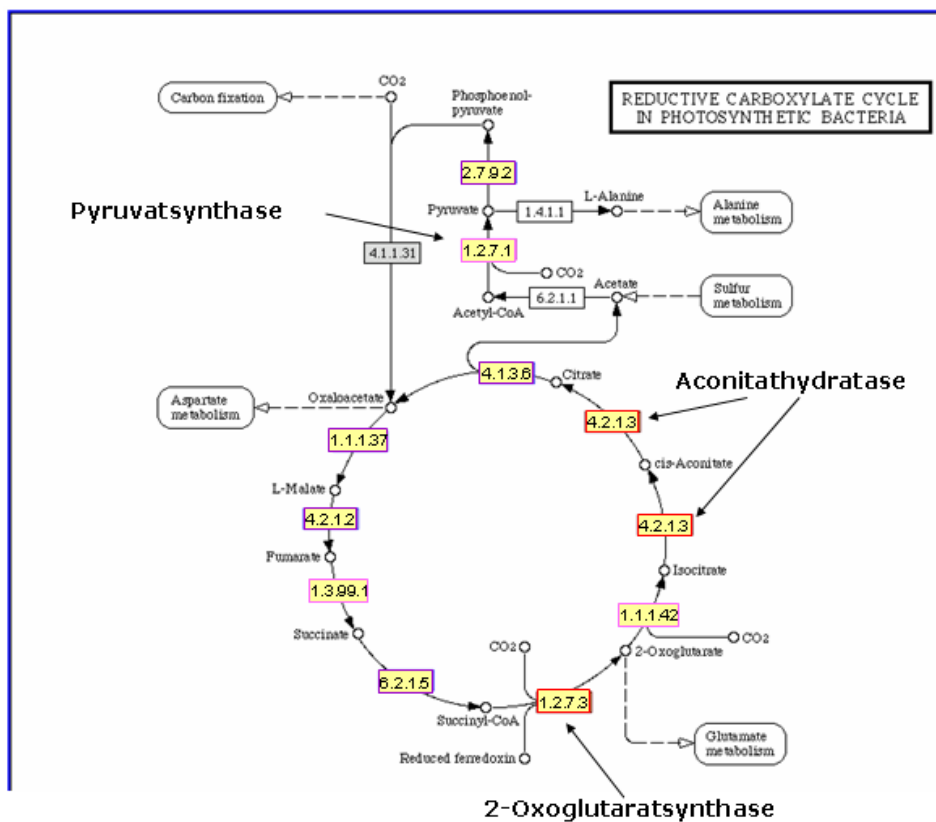 CO2
Carbon fixation
Phosphoenol-
pyruvate
REDUCTIVE CARBOXYLATE CYCLE
IN PHOTOSYNTHETIC BACTERIA
2.7.9.2
Pyruvatsynthase
Pyruvate
1.4.1.1
L-Alanine
Alanine
metabolism
4.1.1.31
1.2.7.1
CO2
Acetyl-CoA
6.2.1.1
Acetate
Sulfur
metabolism
4.1.3.6
Citrate
Aconitathydratase
Aspartate
metabolism
Oxaloacetate
4.2.1.3
1.1.1.37
cis-Aconitate
L-Malate
4.2.1.2
4.2.1.3
Fumarate
Isocitrate
1.3.99.1
1.1.1.42
Succinate
CO2
CO2
2-Oxoglutarate
6.2.1.5
1.2.7.3
Succinyl-CoA
Reduced ferredoxin
Glutamate
metabolism
2-Oxoglutaratsynthase